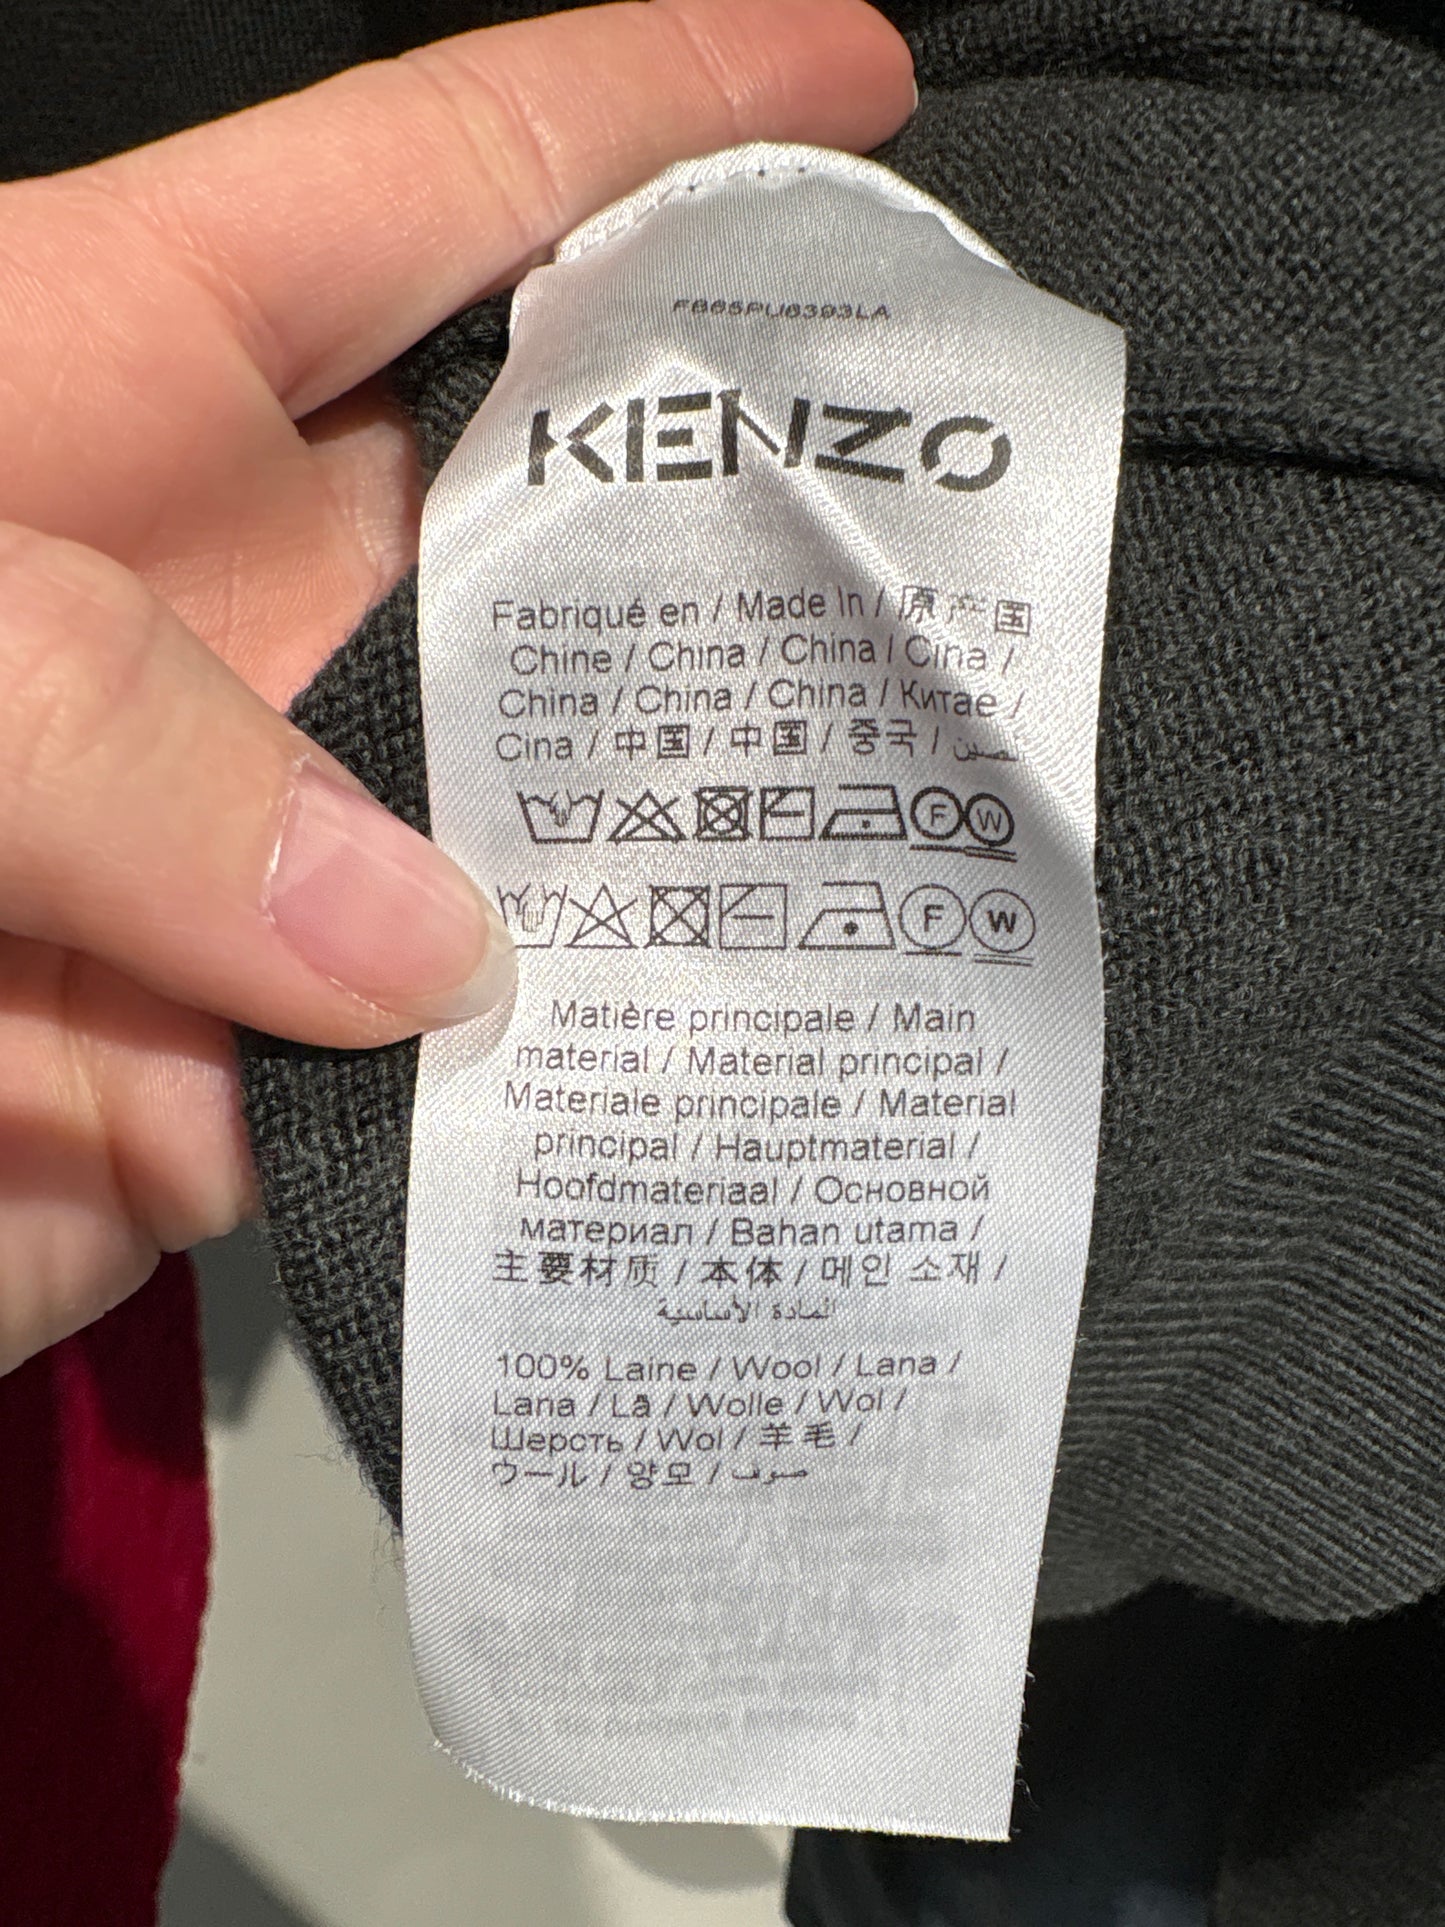 F665PU6393LA
KENZO
Fabriqué en / Made In / 原产国
Chine / China / China / Cina /
China / China / China / Китае /
Cina / 中国 / 中国 / 중국 / الصين
F W
F W
Matière principale / Main
material / Material principal /
Materiale principale / Material
principal / Hauptmaterial /
Hoofdmateriaal / Основной
материал / Bahan utama /
主要材质 / 本体 / 메인 소재 /
المادة الأساسية
100% Laine / Wool / Lana /
Lana / Lã / Wolle / Wol /
Шерсть / Wol / 羊毛 /
ウール / 양모 / صوف